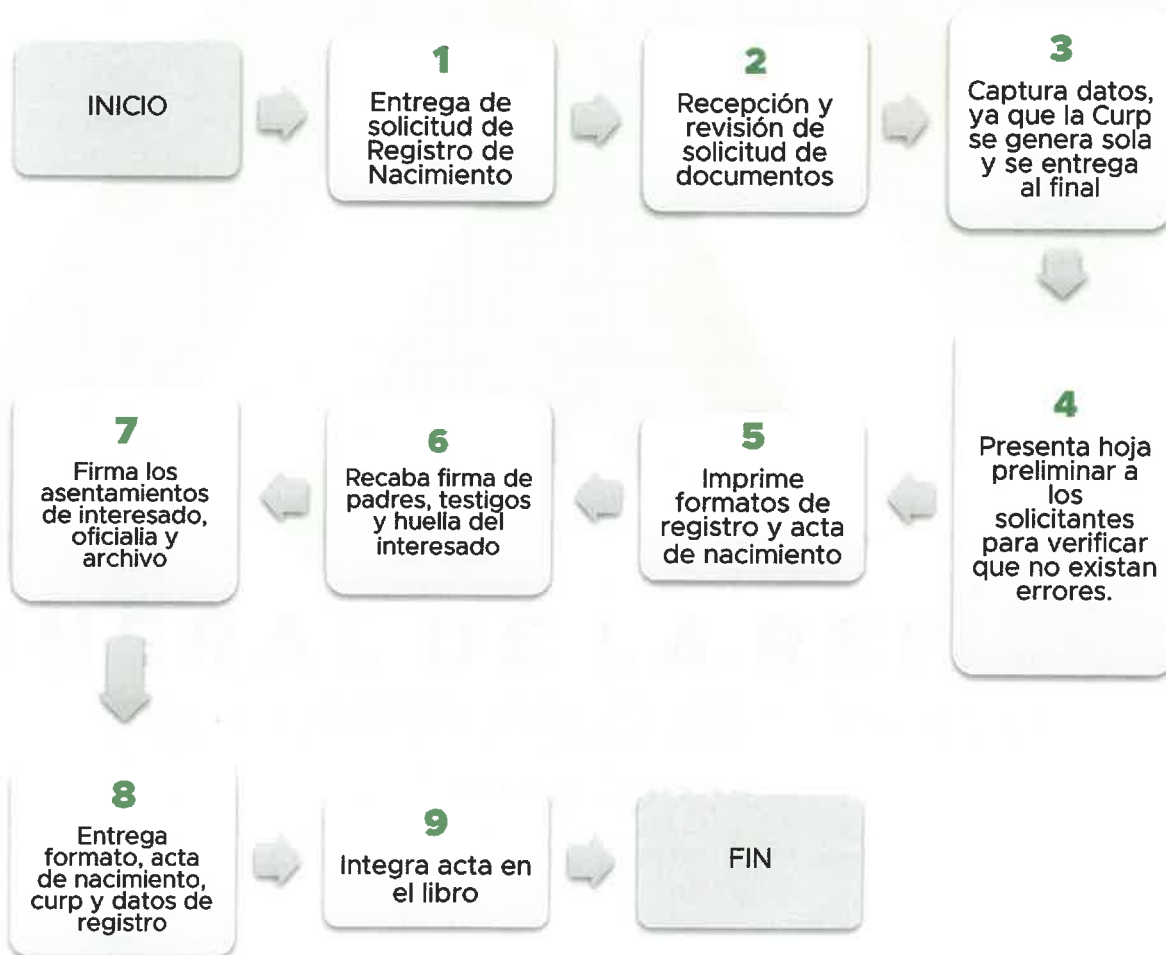 INICIO
1
Entrega de
solicitud de
Registro de
Nacimiento
2
Recepción y
revisión de
solicitud de
documentos
3
Captura datos,
ya que la Curp
se genera sola
y se entrega
al final
4
Presenta hoja
preliminar a
los
solicitantes
para verificar
que no existan
errores.
5
Imprime
formatos de
registro y acta
de nacimiento
6
Recaba firma de
padres, testigos
y huella del
interesado
7
Firma los
asentamientos
de interesado,
oficialia y
archivo
8
Entrega
formato, acta
de nacimiento,
curp y datos de
registro
9
Integra acta en
el libro
FIN